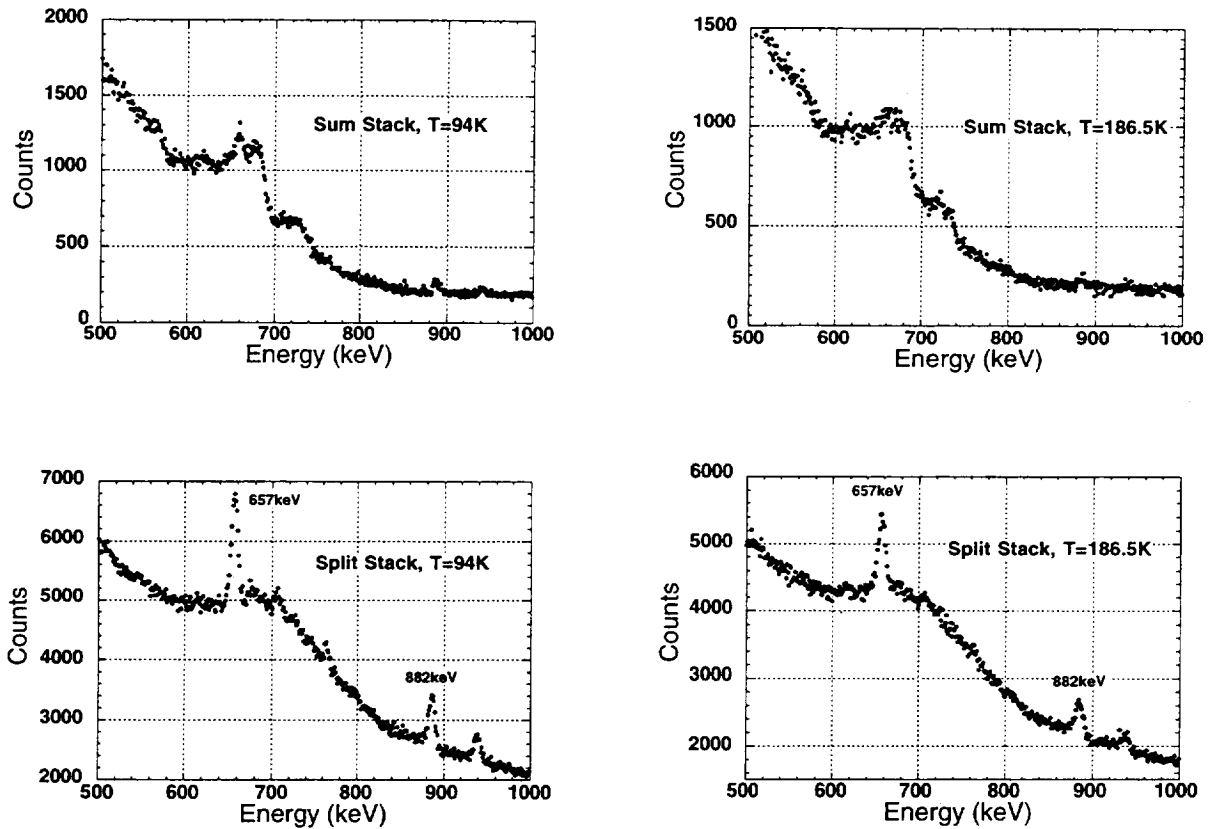 2000
1500
1000
500
0
Counts
Sum Stack, T=94K
500 600 700 800 900 1000
Energy (keV)
1500
1000
500
0
Counts
Sum Stack, T=186.5K
500 600 700 800 900 1000
Energy (keV)
7000
6000
5000
4000
3000
2000
Counts
657keV
Split Stack, T=94K
882keV
500 600 700 800 900 1000
Energy (keV)
6000
5000
4000
3000
2000
Counts
657keV
Split Stack, T=186.5K
882keV
500 600 700 800 900 1000
Energy (keV)